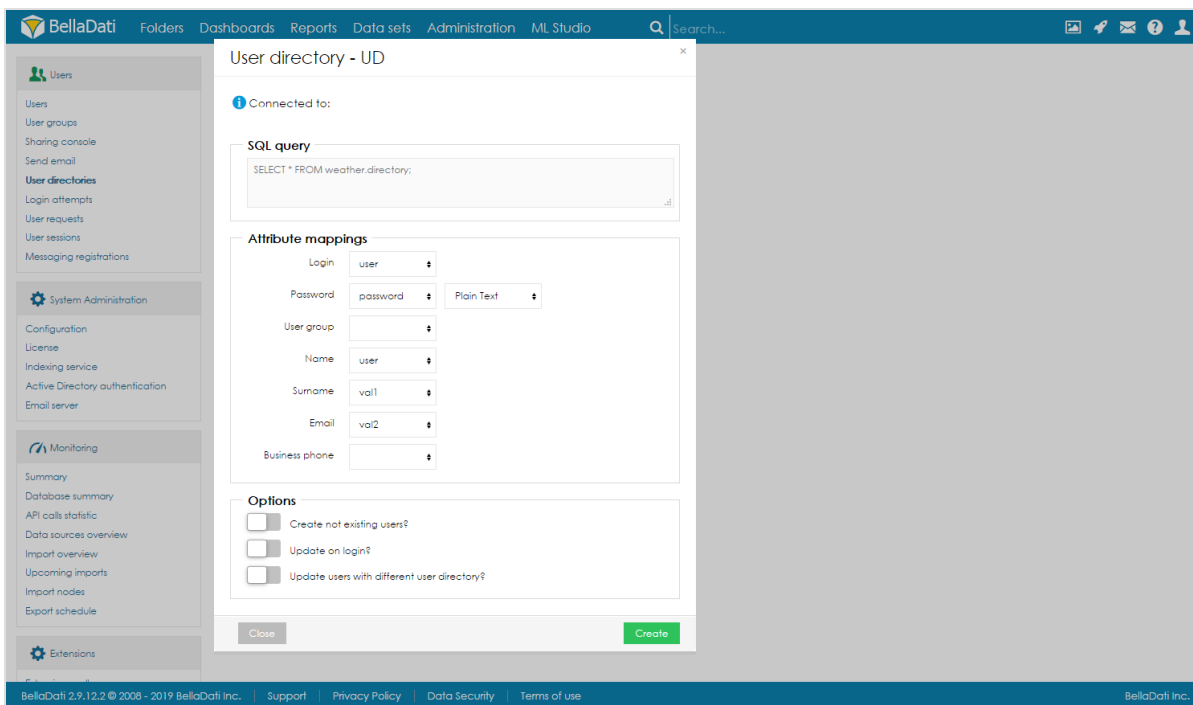 BellaDati Folders Dashboards Reports Data sets Administration ML Studio Search...
Users
Users
User groups
Sharing console
Send email
User directories
Login attempts
User requests
User sessions
Messaging registrations
System Administration
Configuration
License
Indexing service
Active Directory authentication
Email server
Monitoring
Summary
Database summary
API calls statistic
Data sources overview
Import overview
Upcoming imports
Import nodes
Export schedule
Extensions
User directory - UD ×
Connected to:
SQL query
SELECT * FROM weather.directory;
Attribute mappings
Login user
Password password Plain Text
User group
Name user
Surname val1
Email val2
Business phone
Options
Create not existing users?
Update on login?
Update users with different user directory?
Close Create
BellaDati 2.9.12.2 © 2008 - 2019 BellaDati Inc. | Support | Privacy Policy | Data Security | Terms of use BellaDati Inc.